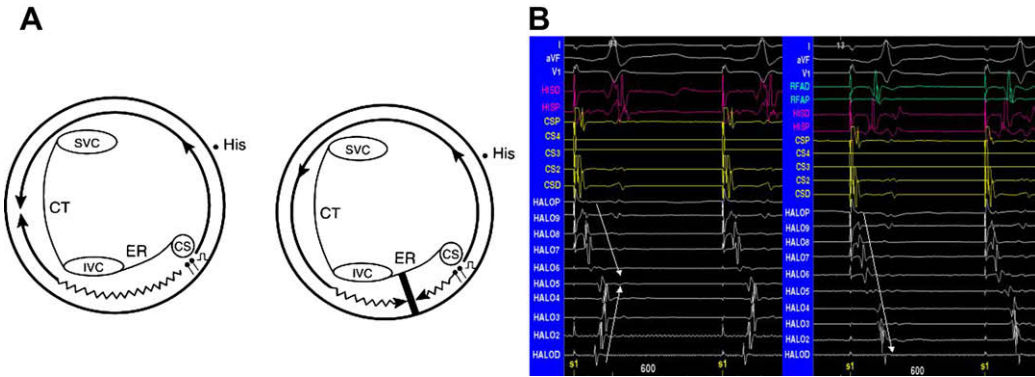 A
SVC
His
CT
ER
CS
IVC
SVC
His
CT
ER
CS
IVC
B
I
aVF
V1
HISD
HISP
CSP
CS4
CS3
CS2
CSD
HALOP
HALO9
HALO8
HALO7
HALO6
HALO5
HALO4
HALO3
HALO2
HALOD
s1 600 s1
13
I
aVF
V1
RFAD
RFAP
HISD
HISP
CSP
CS4
CS3
CS2
CSD
HALOP
HALO9
HALO8
HALO7
HALO6
HALO5
HALO4
HALO3
HALO2
HALOD
s1 600 s1